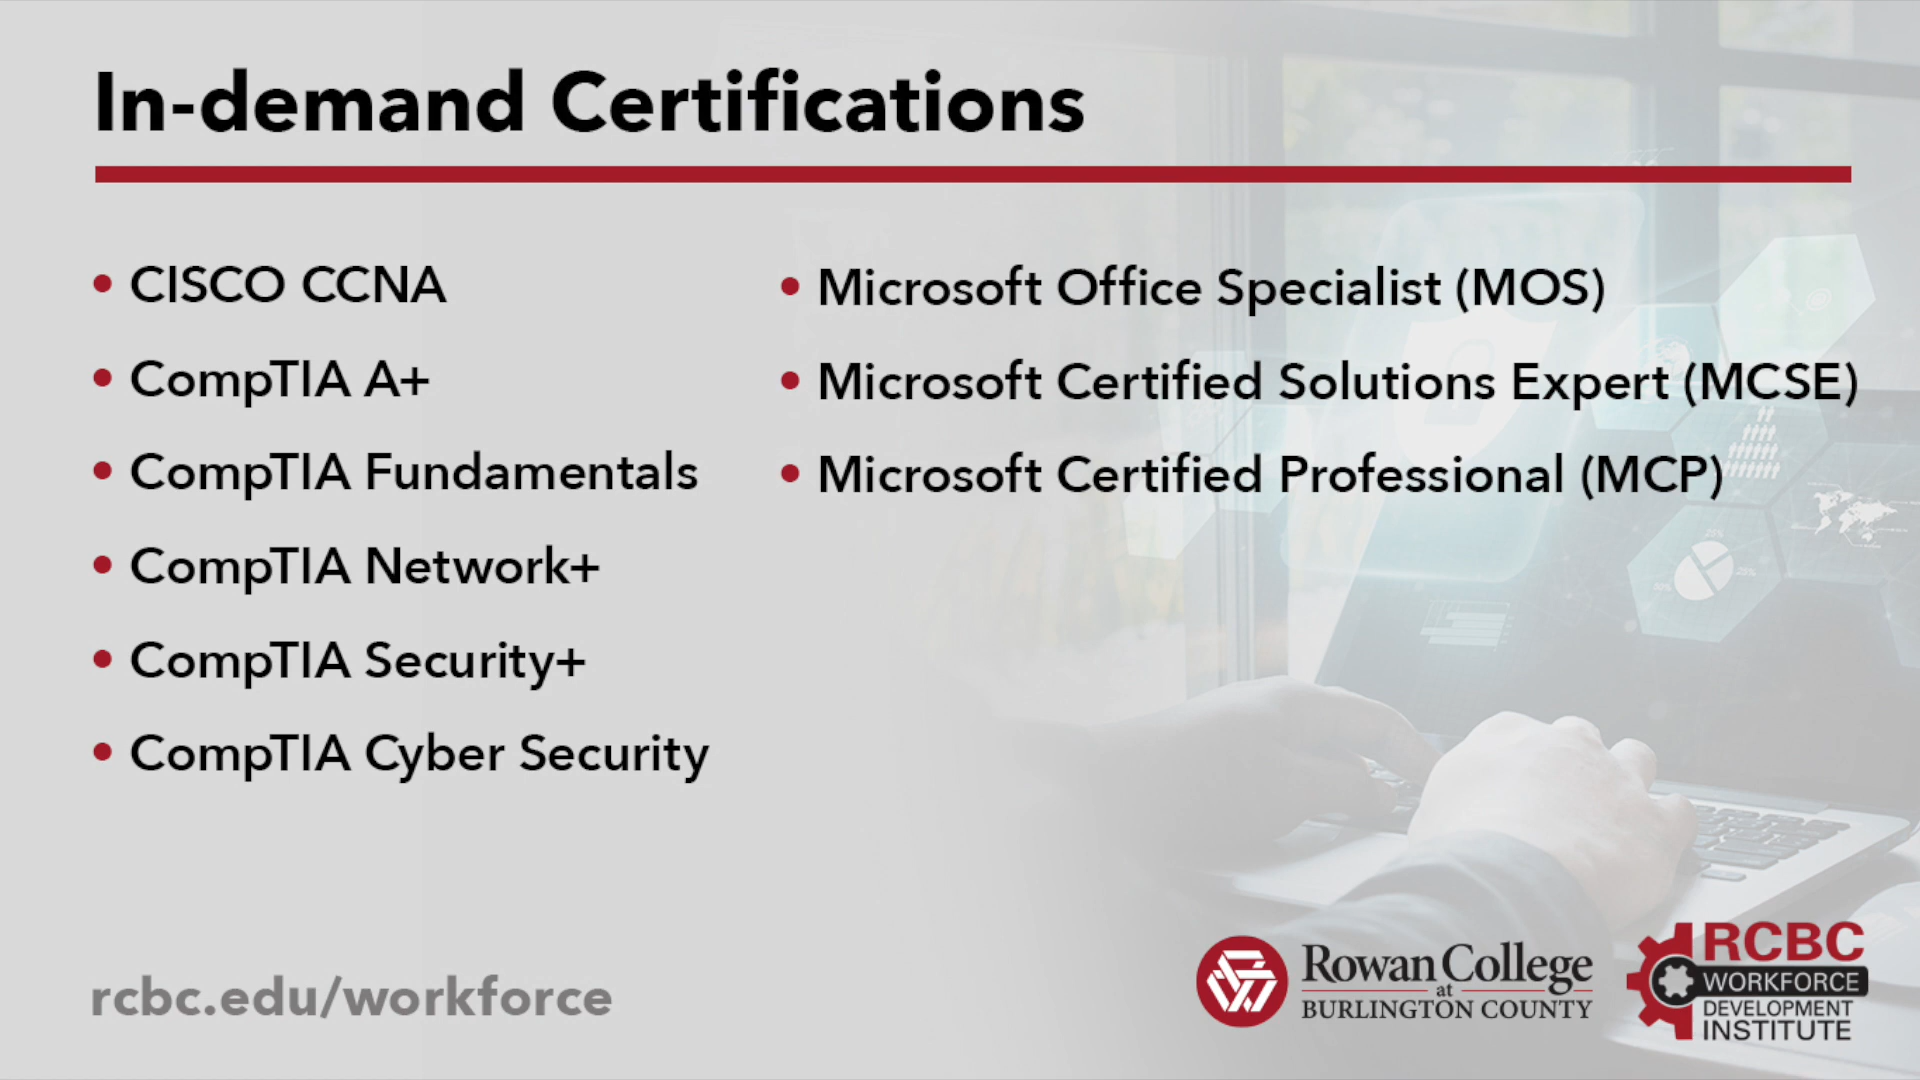 In-demand Certifications
• CISCO CCNA
• CompTIA A+
• CompTIA Fundamentals
• CompTIA Network+
• CompTIA Security+
• CompTIA Cyber Security
• Microsoft Office Specialist (MOS)
• Microsoft Certified Solutions Expert (MCSE)
• Microsoft Certified Professional (MCP)
rcbc.edu/workforce
Rowan College
at
BURLINGTON COUNTY
RCBC
WORKFORCE
DEVELOPMENT
INSTITUTE